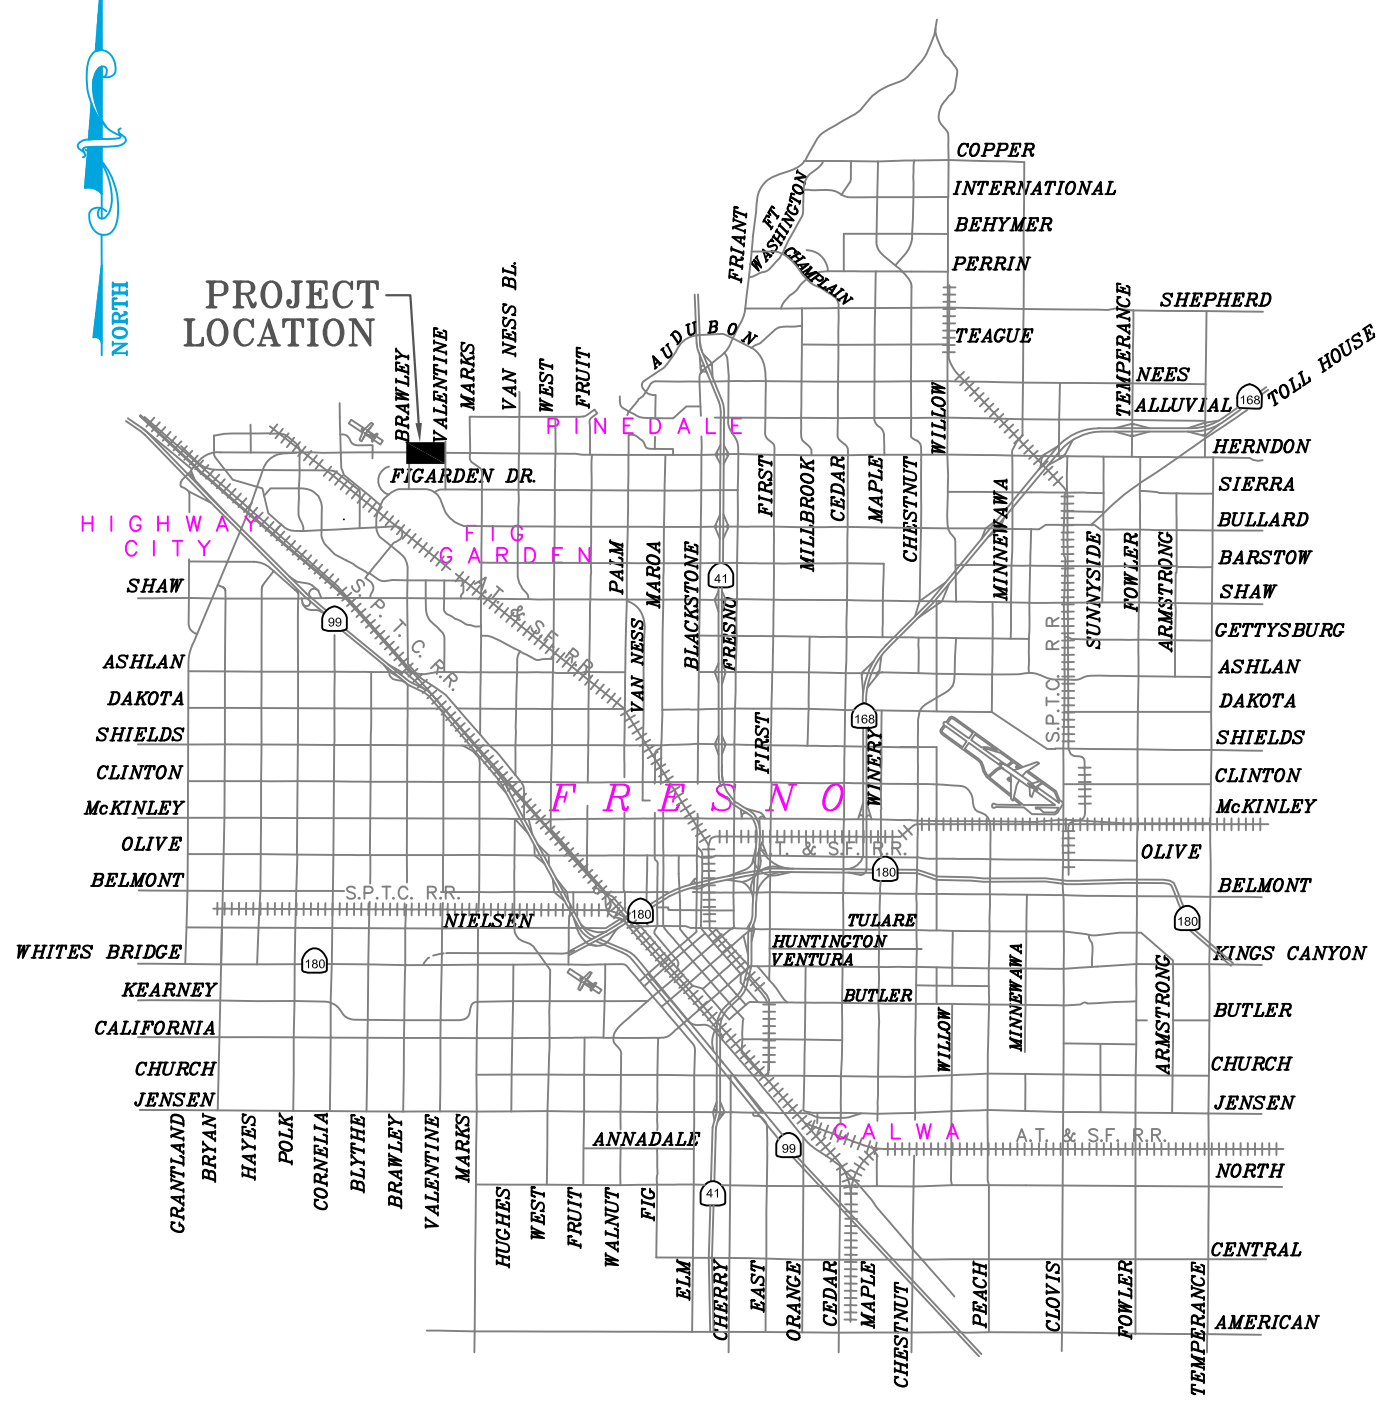 NORTH
PROJECT
LOCATION
BRAWLEY
VALENTINE
MARKS
VAN NESS BL.
WEST
FRUIT
AUDUBON
FRIANT
FT
WASHINGTON
CHAMPLAIN
COPPER
INTERNATIONAL
BEHYMER
PERRIN
SHEPHERD
TEAGUE
TEMPERANCE
NEES
ALLUVIAL
168
TOLL HOUSE
HERNDON
WILLOW
PINEDALE
FIGARDEN DR.
FIRST
MILLBROOK
CEDAR
MAPLE
CHESTNUT
MINNEWAWA
SIERRA
BULLARD
BARSTOW
SHAW
GETTYSBURG
ASHLAN
DAKOTA
SHIELDS
CLINTON
McKINLEY
OLIVE
BELMONT
SUNNYSIDE
FOWLER
ARMSTRONG
HIGHWAY
CITY
FIG
GARDEN
PALM
MAROA
BLACKSTONE
41
FRESNO
VAN NESS
SHAW
99
S. P. T. C. R.R.
A.T. & S.F. R.R.
S.P.T.C. R.R.
ASHLAN
DAKOTA
SHIELDS
CLINTON
McKINLEY
OLIVE
BELMONT
FIRST
168
WINERY
FRESNO
A.T. & S.F. R.R.
180
S.P.T.C. R.R.
NIELSEN
180
TULARE
180
HUNTINGTON
VENTURA
KINGS CANYON
WHITES BRIDGE
180
KEARNEY
BUTLER
BUTLER
CALIFORNIA
WILLOW
MINNEWAWA
ARMSTRONG
CHURCH
CHURCH
JENSEN
JENSEN
GRANTLAND
BRYAN
HAYES
POLK
CORNELIA
BLYTHE
BRAWLEY
VALENTINE
MARKS
ANNADALE
CALWA
A.T. & S.F. R.R.
99
NORTH
41
HUGHES
WEST
FRUIT
WALNUT
FIG
CENTRAL
ELM
CHERRY
EAST
ORANGE
CEDAR
MAPLE
CHESTNUT
PEACH
CLOVIS
FOWLER
TEMPERANCE
AMERICAN